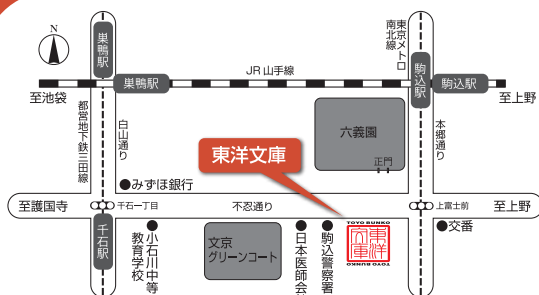 N
巣鴨駅
巣鴨駅
JR山手線
東京メトロ
南北線
駒込駅
駒込駅
至池袋
至上野
都営地下鉄三田線
白山通り
六義園
正門
本郷通り
東洋文庫
みずほ銀行
至護国寺
千石一丁目
不忍通り
上富士前
至上野
千石駅
小石川中等
教育学校
文京
グリーンコート
日本医師会
駒込警察署
TOYO BUNKO
東洋
文庫
TOYO BUNKO
交番